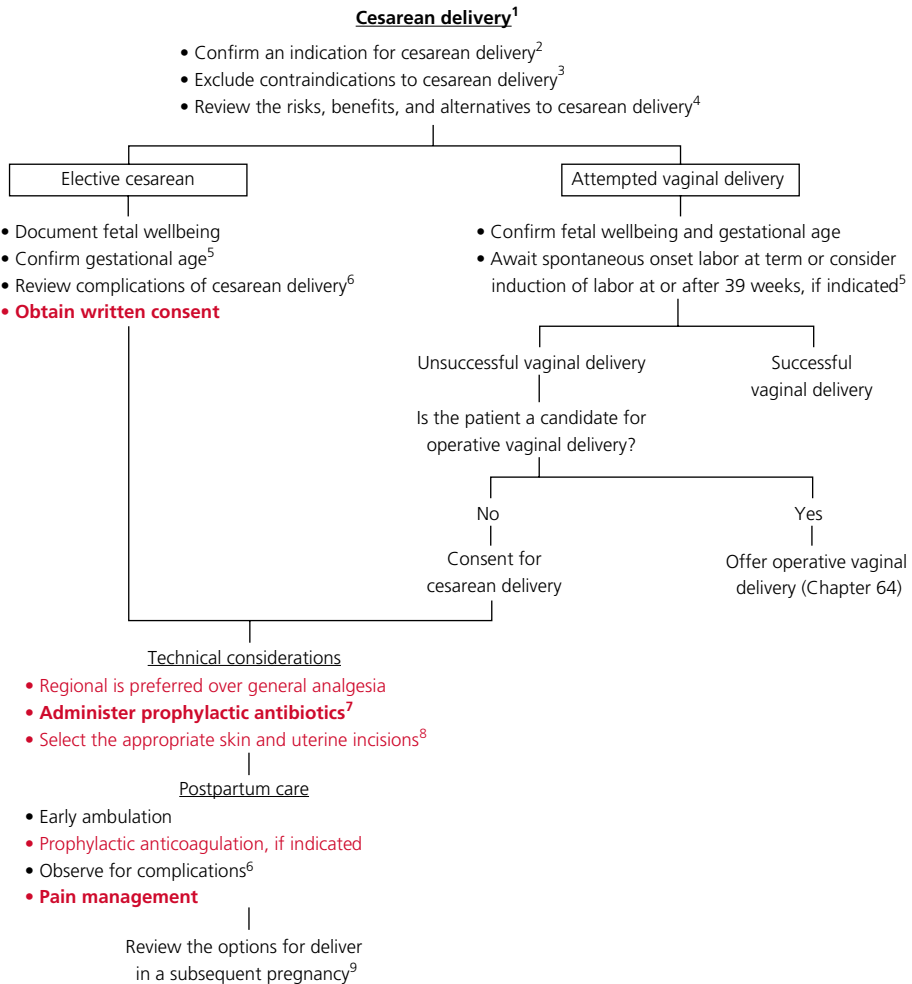 Cesarean delivery1
• Confirm an indication for cesarean delivery2
• Exclude contraindications to cesarean delivery3
• Review the risks, benefits, and alternatives to cesarean delivery4
Elective cesarean
• Document fetal wellbeing
• Confirm gestational age5
• Review complications of cesarean delivery6
• Obtain written consent
Attempted vaginal delivery
• Confirm fetal wellbeing and gestational age
• Await spontaneous onset labor at term or consider
induction of labor at or after 39 weeks, if indicated5
Unsuccessful vaginal delivery
Successful
vaginal delivery
Is the patient a candidate for
operative vaginal delivery?
No
Consent for
cesarean delivery
Yes
Offer operative vaginal
delivery (Chapter 64)
Technical considerations
• Regional is preferred over general analgesia
• Administer prophylactic antibiotics7
• Select the appropriate skin and uterine incisions8
Postpartum care
• Early ambulation
• Prophylactic anticoagulation, if indicated
• Observe for complications6
• Pain management
Review the options for deliver
in a subsequent pregnancy9